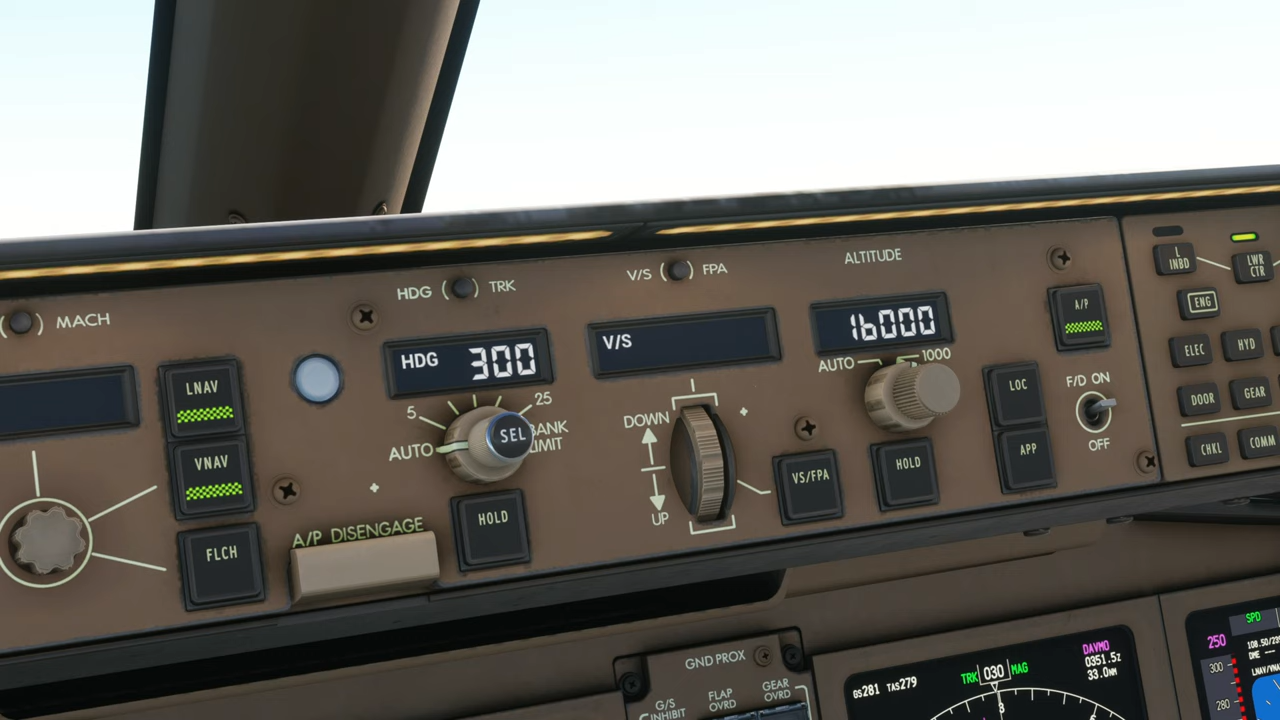 MACH
HDG
TRK
V/S
FPA
ALTITUDE
HDG 300
V/S
16000
A/P
L
INBD
LWR
CTR
ENG
ELEC
HYD
DOOR
GEAR
CHKL
COMM
LNAV
VNAV
FLCH
5
25
AUTO
SEL
BANK
LIMIT
HOLD
A/P DISENGAGE
DOWN
UP
VS/FPA
AUTO
1000
HOLD
LOC
APP
F/D ON
OFF
GND PROX
G/S
INHIBIT
FLAP
OVRD
GEAR
OVRD
GS281 TAS279
TRK 030 MAG
3
DAVMO
0351.5z
33.0NM
SPD
250
300
280